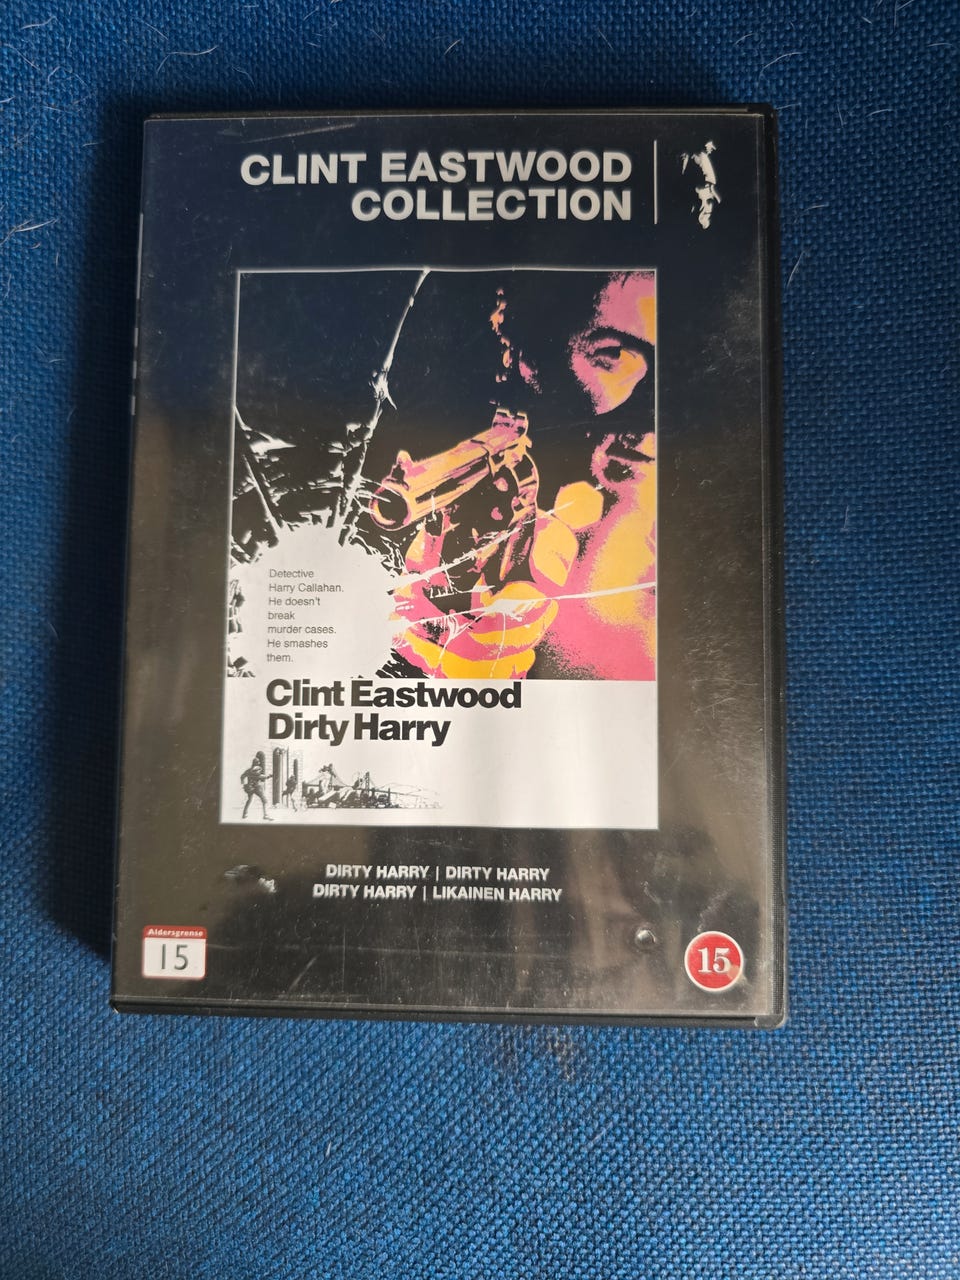 CLINT EASTWOOD
COLLECTION
Detective
Harry Callahan.
He doesn't
break
murder cases.
He smashes
them.
Clint Eastwood
Dirty Harry
DIRTY HARRY | DIRTY HARRY
DIRTY HARRY | LIKAINEN HARRY
Aldersgrense
15
15